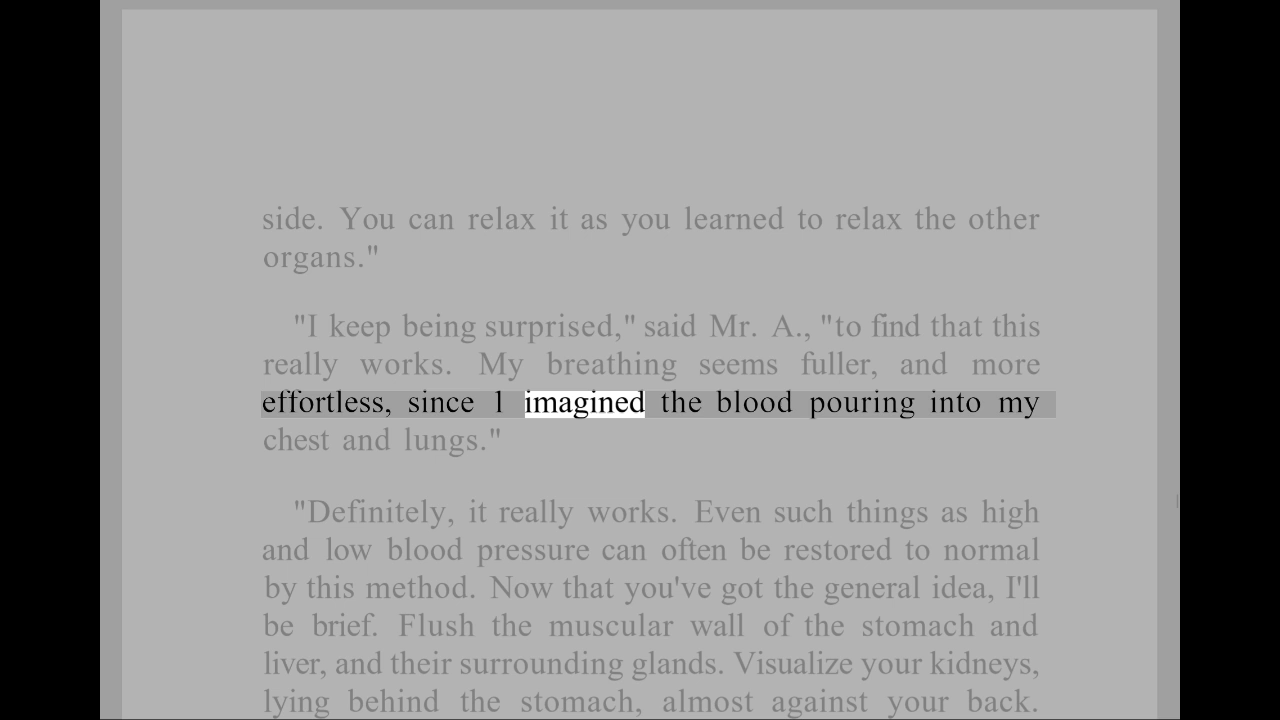 side. You can relax it as you learned to relax the other
organs."
"I keep being surprised," said Mr. A., "to find that this
really works. My breathing seems fuller, and more
effortless, since 1 imagined the blood pouring into my
chest and lungs."
"Definitely, it really works. Even such things as high
and low blood pressure can often be restored to normal
by this method. Now that you've got the general idea, I'll
be brief. Flush the muscular wall of the stomach and
liver, and their surrounding glands. Visualize your kidneys,
lying behind the stomach, almost against your back.